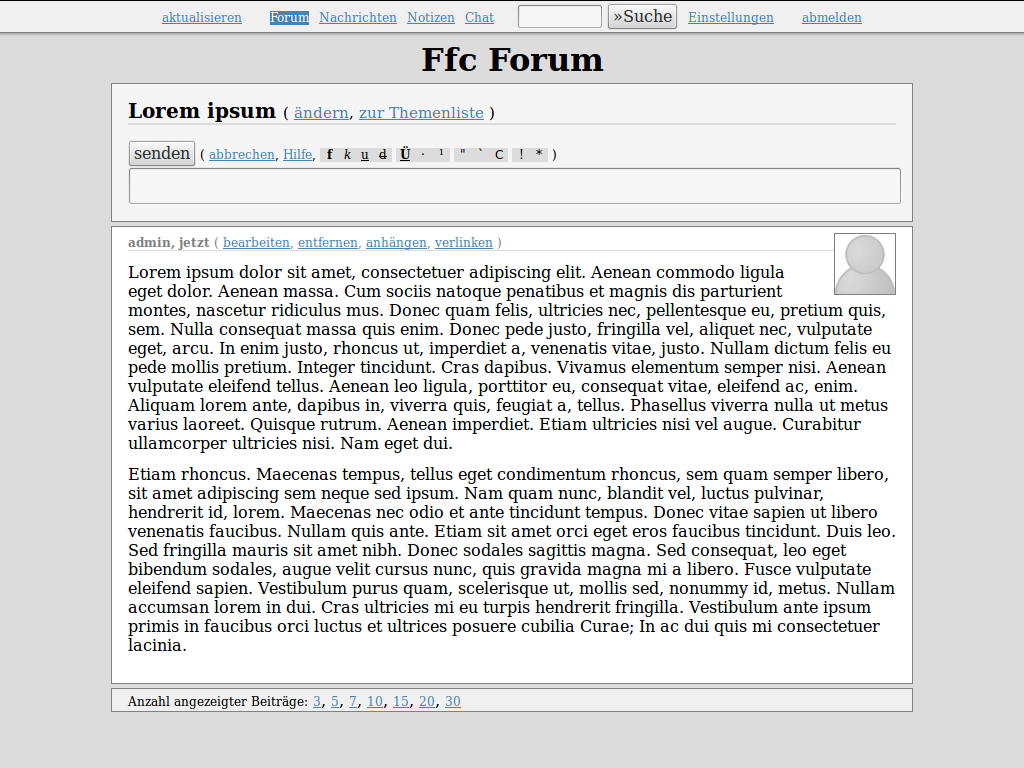 aktualisieren Forum Nachrichten Notizen Chat »Suche Einstellungen abmelden
Ffc Forum
Lorem ipsum ( ändern, zur Themenliste )
senden ( abbrechen, Hilfe, f k u d Ü · ¹ " ` C ! * )
admin, jetzt ( bearbeiten, entfernen, anhängen, verlinken )
Lorem ipsum dolor sit amet, consectetuer adipiscing elit. Aenean commodo ligula
eget dolor. Aenean massa. Cum sociis natoque penatibus et magnis dis parturient
montes, nascetur ridiculus mus. Donec quam felis, ultricies nec, pellentesque eu, pretium quis,
sem. Nulla consequat massa quis enim. Donec pede justo, fringilla vel, aliquet nec, vulputate
eget, arcu. In enim justo, rhoncus ut, imperdiet a, venenatis vitae, justo. Nullam dictum felis eu
pede mollis pretium. Integer tincidunt. Cras dapibus. Vivamus elementum semper nisi. Aenean
vulputate eleifend tellus. Aenean leo ligula, porttitor eu, consequat vitae, eleifend ac, enim.
Aliquam lorem ante, dapibus in, viverra quis, feugiat a, tellus. Phasellus viverra nulla ut metus
varius laoreet. Quisque rutrum. Aenean imperdiet. Etiam ultricies nisi vel augue. Curabitur
ullamcorper ultricies nisi. Nam eget dui.
Etiam rhoncus. Maecenas tempus, tellus eget condimentum rhoncus, sem quam semper libero,
sit amet adipiscing sem neque sed ipsum. Nam quam nunc, blandit vel, luctus pulvinar,
hendrerit id, lorem. Maecenas nec odio et ante tincidunt tempus. Donec vitae sapien ut libero
venenatis faucibus. Nullam quis ante. Etiam sit amet orci eget eros faucibus tincidunt. Duis leo.
Sed fringilla mauris sit amet nibh. Donec sodales sagittis magna. Sed consequat, leo eget
bibendum sodales, augue velit cursus nunc, quis gravida magna mi a libero. Fusce vulputate
eleifend sapien. Vestibulum purus quam, scelerisque ut, mollis sed, nonummy id, metus. Nullam
accumsan lorem in dui. Cras ultricies mi eu turpis hendrerit fringilla. Vestibulum ante ipsum
primis in faucibus orci luctus et ultrices posuere cubilia Curae; In ac dui quis mi consectetuer
lacinia.
Anzahl angezeigter Beiträge: 3, 5, 7, 10, 15, 20, 30